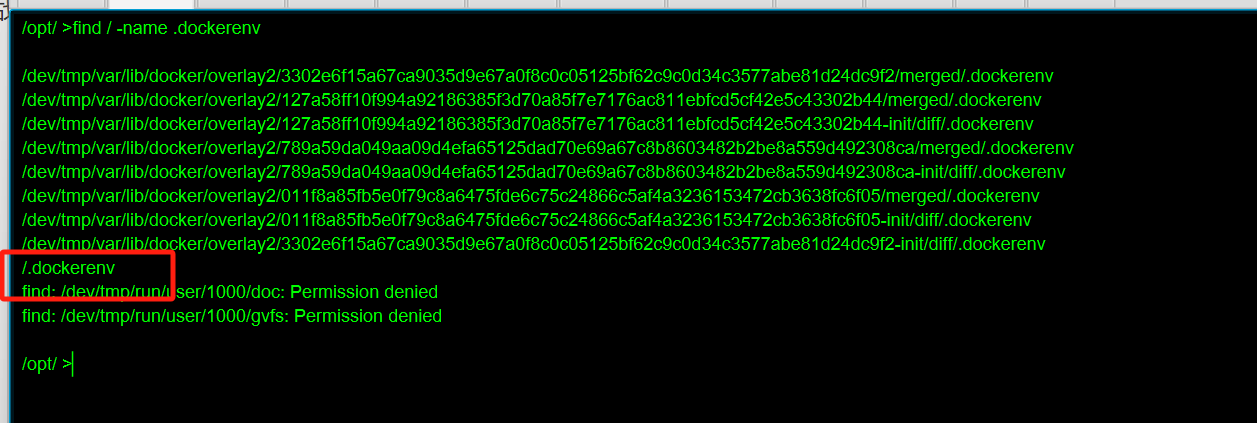 /opt/ >find / -name .dockerenv
/dev/tmp/var/lib/docker/overlay2/3302e6f15a67ca9035d9e67a0f8c0c05125bf62c9c0d34c3577abe81d24dc9f2/merged/.dockerenv
/dev/tmp/var/lib/docker/overlay2/127a58ff10f994a92186385f3d70a85f7e7176ac811ebfcd5cf42e5c43302b44/merged/.dockerenv
/dev/tmp/var/lib/docker/overlay2/127a58ff10f994a92186385f3d70a85f7e7176ac811ebfcd5cf42e5c43302b44-init/diff/.dockerenv
/dev/tmp/var/lib/docker/overlay2/789a59da049aa09d4efa65125dad70e69a67c8b8603482b2be8a559d492308ca/merged/.dockerenv
/dev/tmp/var/lib/docker/overlay2/789a59da049aa09d4efa65125dad70e69a67c8b8603482b2be8a559d492308ca-init/diff/.dockerenv
/dev/tmp/var/lib/docker/overlay2/011f8a85fb5e0f79c8a6475fde6c75c24866c5af4a3236153472cb3638fc6f05/merged/.dockerenv
/dev/tmp/var/lib/docker/overlay2/011f8a85fb5e0f79c8a6475fde6c75c24866c5af4a3236153472cb3638fc6f05-init/diff/.dockerenv
/dev/tmp/var/lib/docker/overlay2/3302e6f15a67ca9035d9e67a0f8c0c05125bf62c9c0d34c3577abe81d24dc9f2-init/diff/.dockerenv
/.dockerenv
find: /dev/tmp/run/user/1000/doc: Permission denied
find: /dev/tmp/run/user/1000/gvfs: Permission denied
/opt/ >